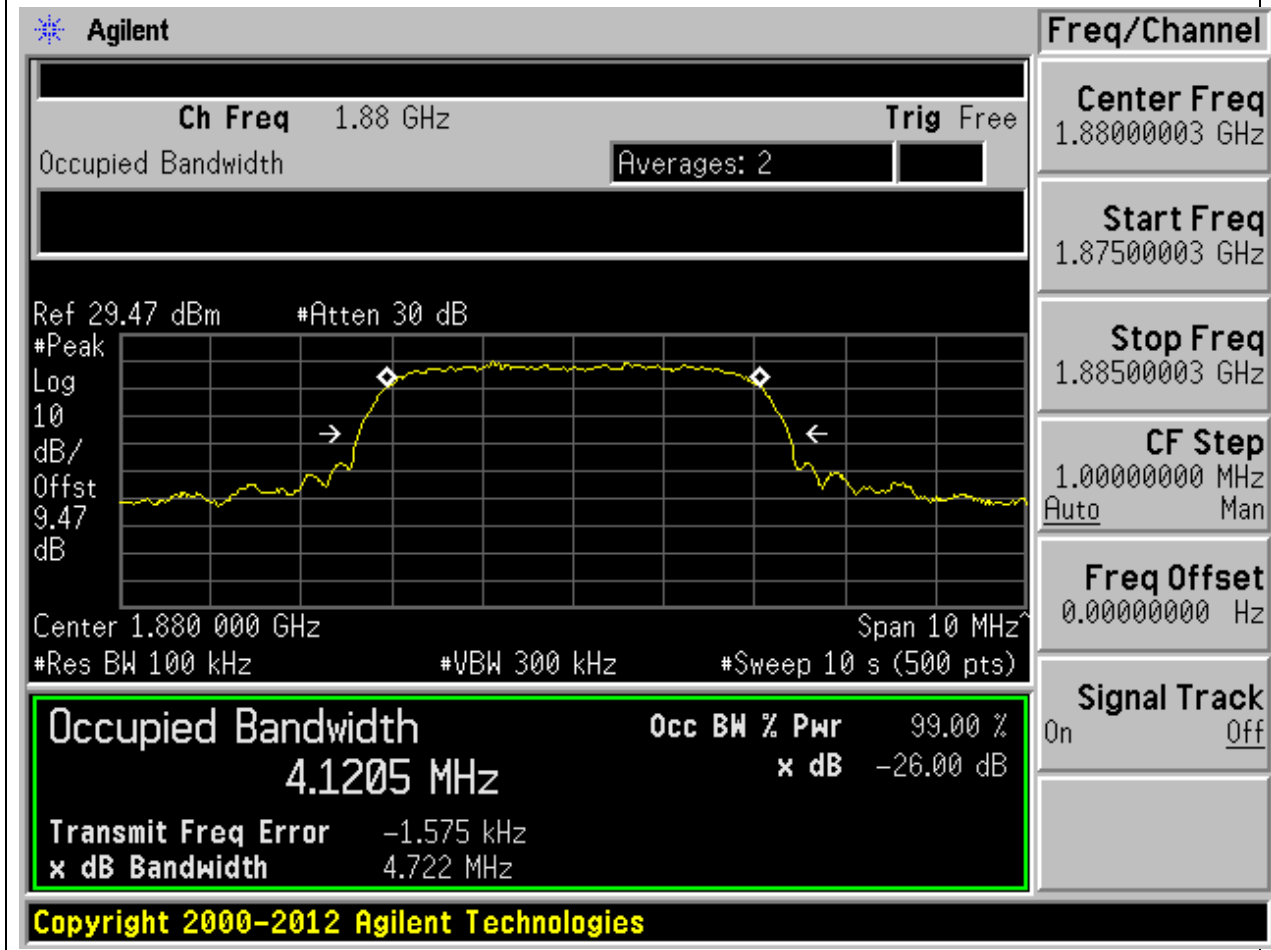 Agilent
Freq/Channel
Ch Freq 1.88 GHz Trig Free
Occupied Bandwidth Averages: 2
Center Freq
1.88000003 GHz
Start Freq
1.87500003 GHz
Stop Freq
1.88500003 GHz
CF Step
1.00000000 MHz
Auto Man
Freq Offset
0.00000000 Hz
Signal Track
On Off
Ref 29.47 dBm #Atten 30 dB
#Peak
Log
10
dB/
Offst
9.47
dB
Center 1.880 000 GHz Span 10 MHz^
#Res BW 100 kHz #VBW 300 kHz #Sweep 10 s (500 pts)
Occupied Bandwidth Occ BW % Pwr 99.00 %
4.1205 MHz x dB -26.00 dB
Transmit Freq Error -1.575 kHz
x dB Bandwidth 4.722 MHz
Copyright 2000-2012 Agilent Technologies